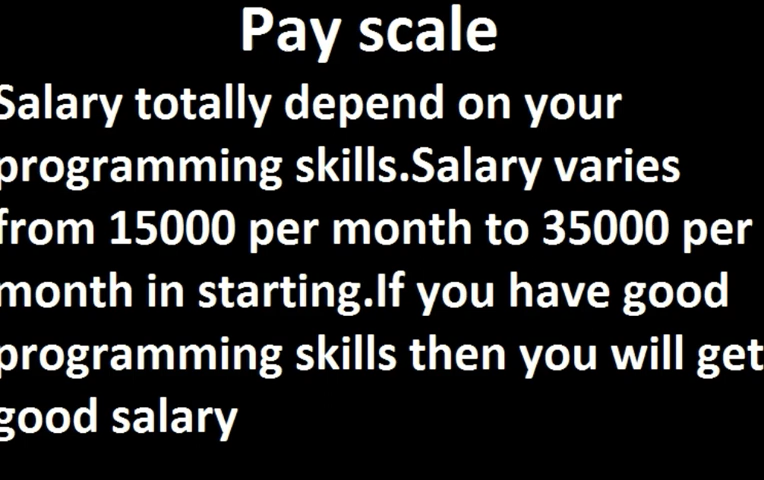 Pay scale
Salary totally depend on your
programming skills.Salary varies
from 15000 per month to 35000 per
month in starting.If you have good
programming skills then you will get
good salary